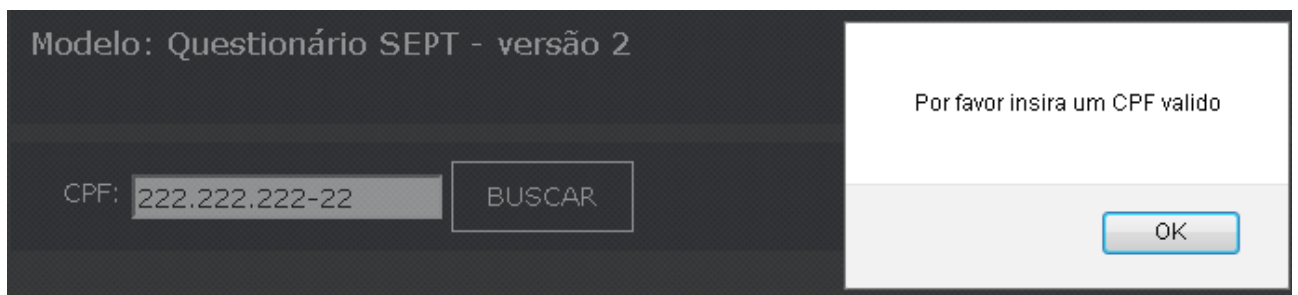 Modelo: Questionário SEPT - versão 2
Por favor insira um CPF valido
CPF: 222.222.222-22 BUSCAR
OK